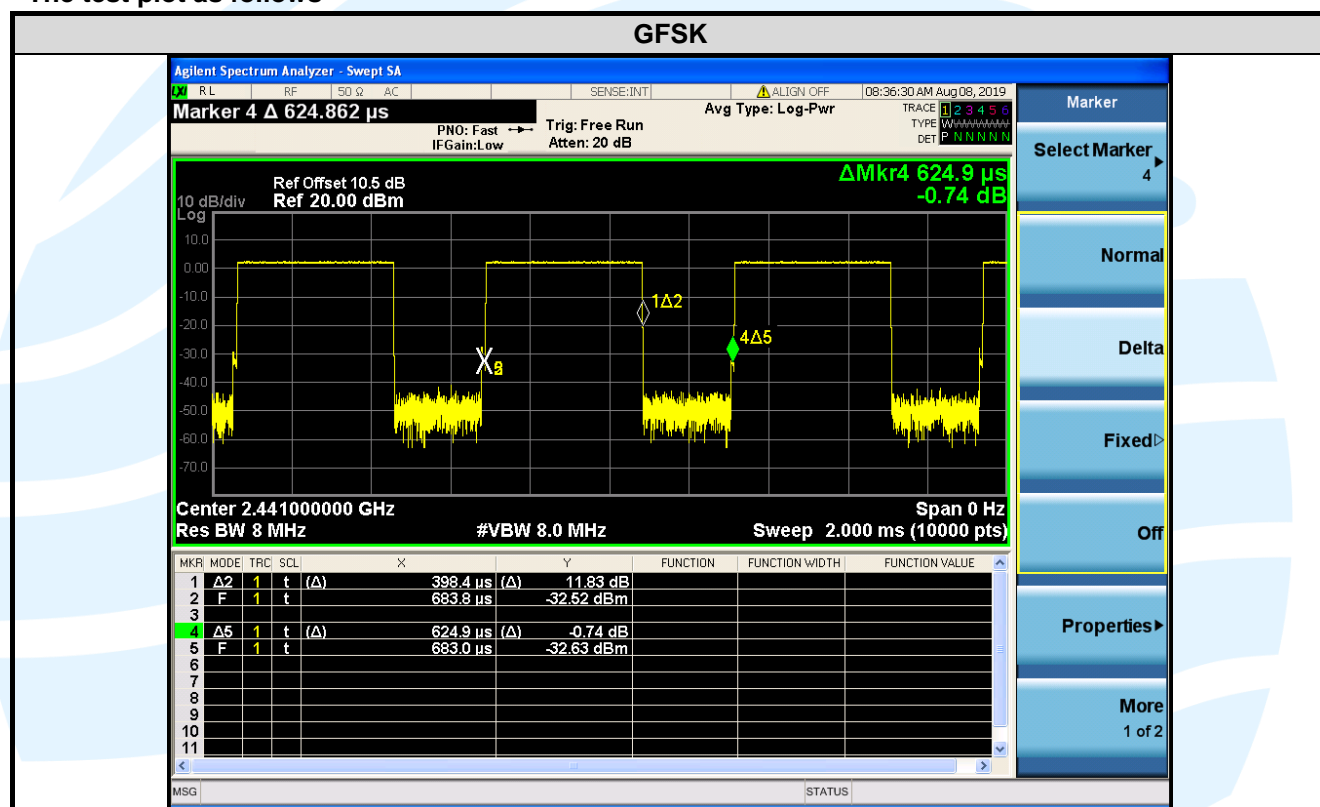 The test plot as follows
GFSK
Agilent Spectrum Analyzer - Swept SA
LXI RL RF 50 Ω AC SENSE:INT ALIGN OFF 08:36:30 AM Aug 08, 2019
Marker 4 Δ 624.862 µs
PNO: Fast
IFGain:Low
Trig: Free Run
Atten: 20 dB
Avg Type: Log-Pwr
TRACE 1 2 3 4 5 6
TYPE W
DET P N N N N N
ΔMkr4 624.9 µs
-0.74 dB
Ref Offset 10.5 dB
10 dB/div Ref 20.00 dBm
Log
10.0
0.00
-10.0
-20.0
-30.0
-40.0
-50.0
-60.0
-70.0
1Δ2
4Δ5
Center 2.441000000 GHz Span 0 Hz
Res BW 8 MHz #VBW 8.0 MHz Sweep 2.000 ms (10000 pts)
MKR MODE TRC SCL X Y FUNCTION FUNCTION WIDTH FUNCTION VALUE
1 Δ2 1 t (Δ) 398.4 µs (Δ) 11.83 dB
2 F 1 t 683.8 µs -32.52 dBm
3
4 Δ5 1 t (Δ) 624.9 µs (Δ) -0.74 dB
5 F 1 t 683.0 µs -32.63 dBm
6
7
8
9
10
11
MSG STATUS
Marker
Select Marker
4
Normal
Delta
Fixed
Off
Properties
More
1 of 2